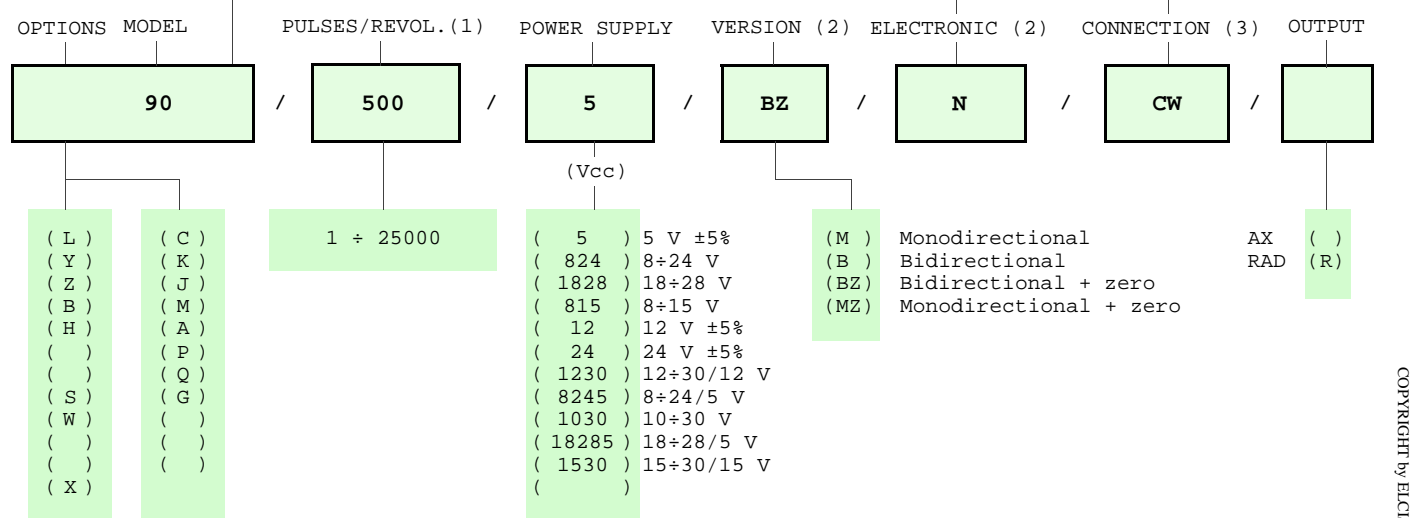 OPTIONS MODEL PULSES/REVOL.(1) POWER SUPPLY VERSION (2) ELECTRONIC (2) CONNECTION (3) OUTPUT
90 / 500 / 5 / BZ / N / CW /
(Vcc)
(L) (C) 1 ÷ 25000 ( 5 ) 5 V ±5% (M ) Monodirectional AX ( )
(Y) (K) ( 824 ) 8÷24 V (B ) Bidirectional RAD (R)
(Z) (J) ( 1828 ) 18÷28 V (BZ) Bidirectional + zero
(B) (M) ( 815 ) 8÷15 V (MZ) Monodirectional + zero
(H) (A) ( 12 ) 12 V ±5%
( ) (P) ( 24 ) 24 V ±5%
( ) (Q) ( 1230 ) 12÷30/12 V
(S) (G) ( 8245 ) 8÷24/5 V
(W) ( ) ( 1030 ) 10÷30 V
( ) ( ) ( 18285 ) 18÷28/5 V
( ) ( ) ( 1530 ) 15÷30/15 V
(X) ( )
COPYRIGHT by